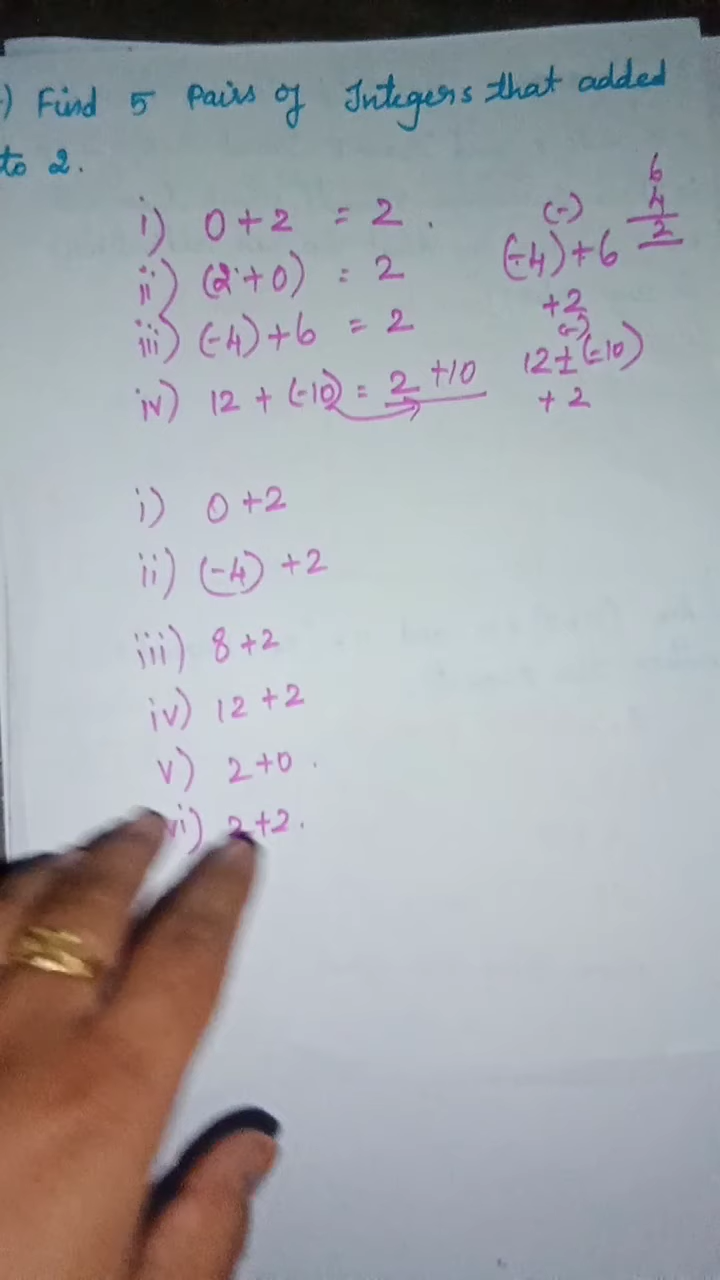 ) Find 5 Pairs of Integers that added
to 2.
i) 0+2 = 2 .
ii) (2+0) = 2
iii) (-4)+6 = 2
iv) 12 + (-10) = 2 +10
6
4
2
(-)
(-4)+6
+2
(-)
12+(-10)
+2
i) 0+2
ii) (-4) +2
iii) 8+2
iv) 12+2
v) 2+0 .
vi) 2+2.